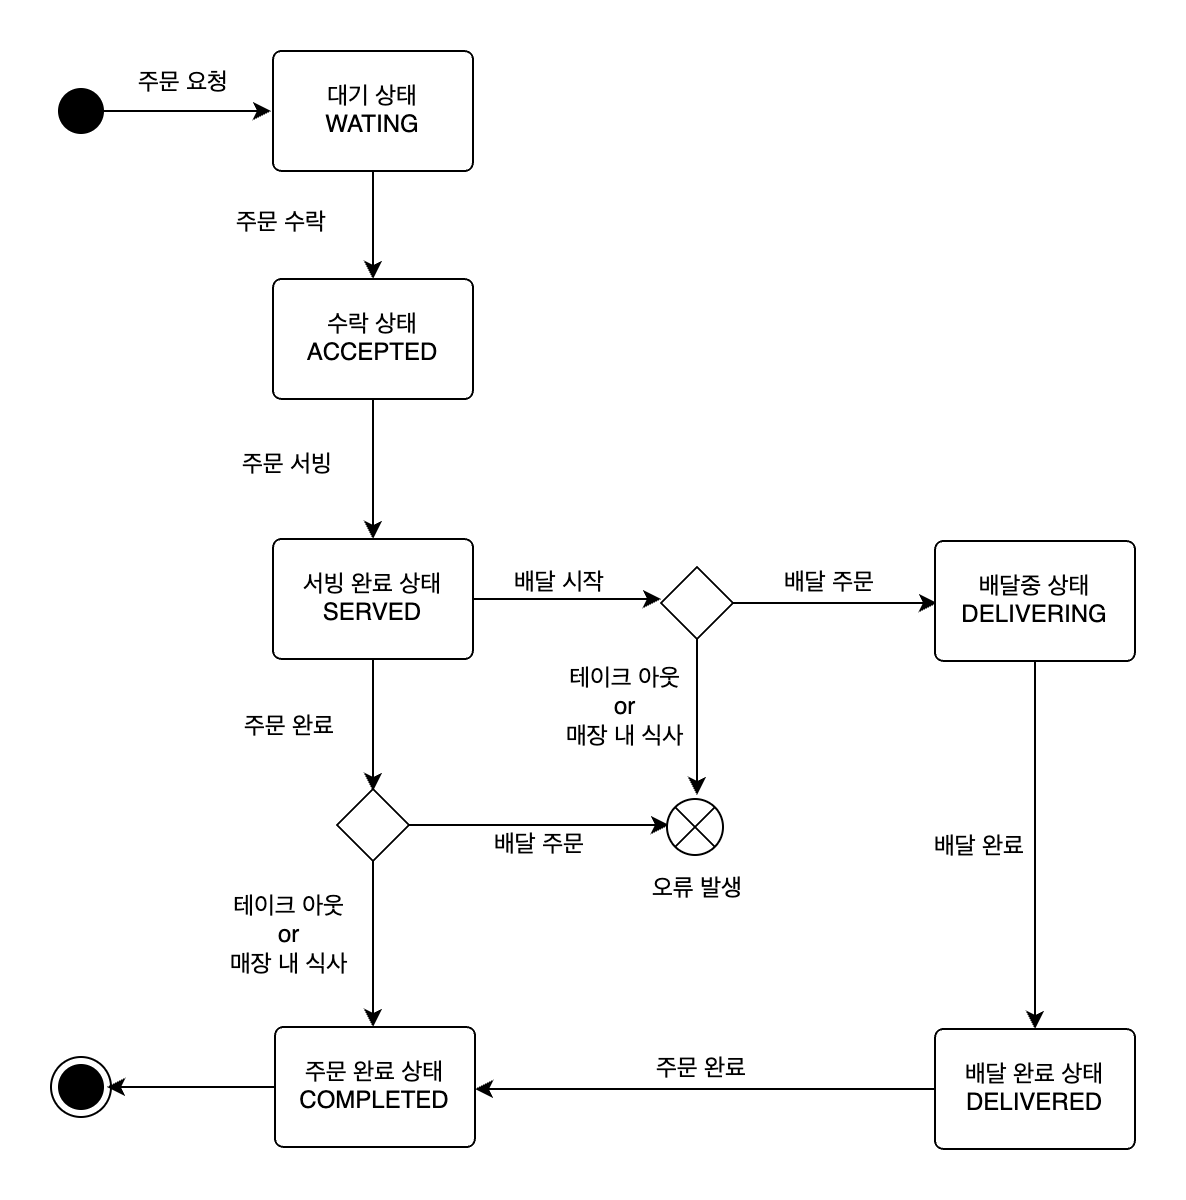 주문 요청
대기 상태
WATING
주문 수락
수락 상태
ACCEPTED
주문 서빙
서빙 완료 상태
SERVED
배달 시작
배달 주문
배달중 상태
DELIVERING
테이크 아웃
or
매장 내 식사
주문 완료
배달 주문
오류 발생
배달 완료
테이크 아웃
or
매장 내 식사
주문 완료 상태
COMPLETED
주문 완료
배달 완료 상태
DELIVERED